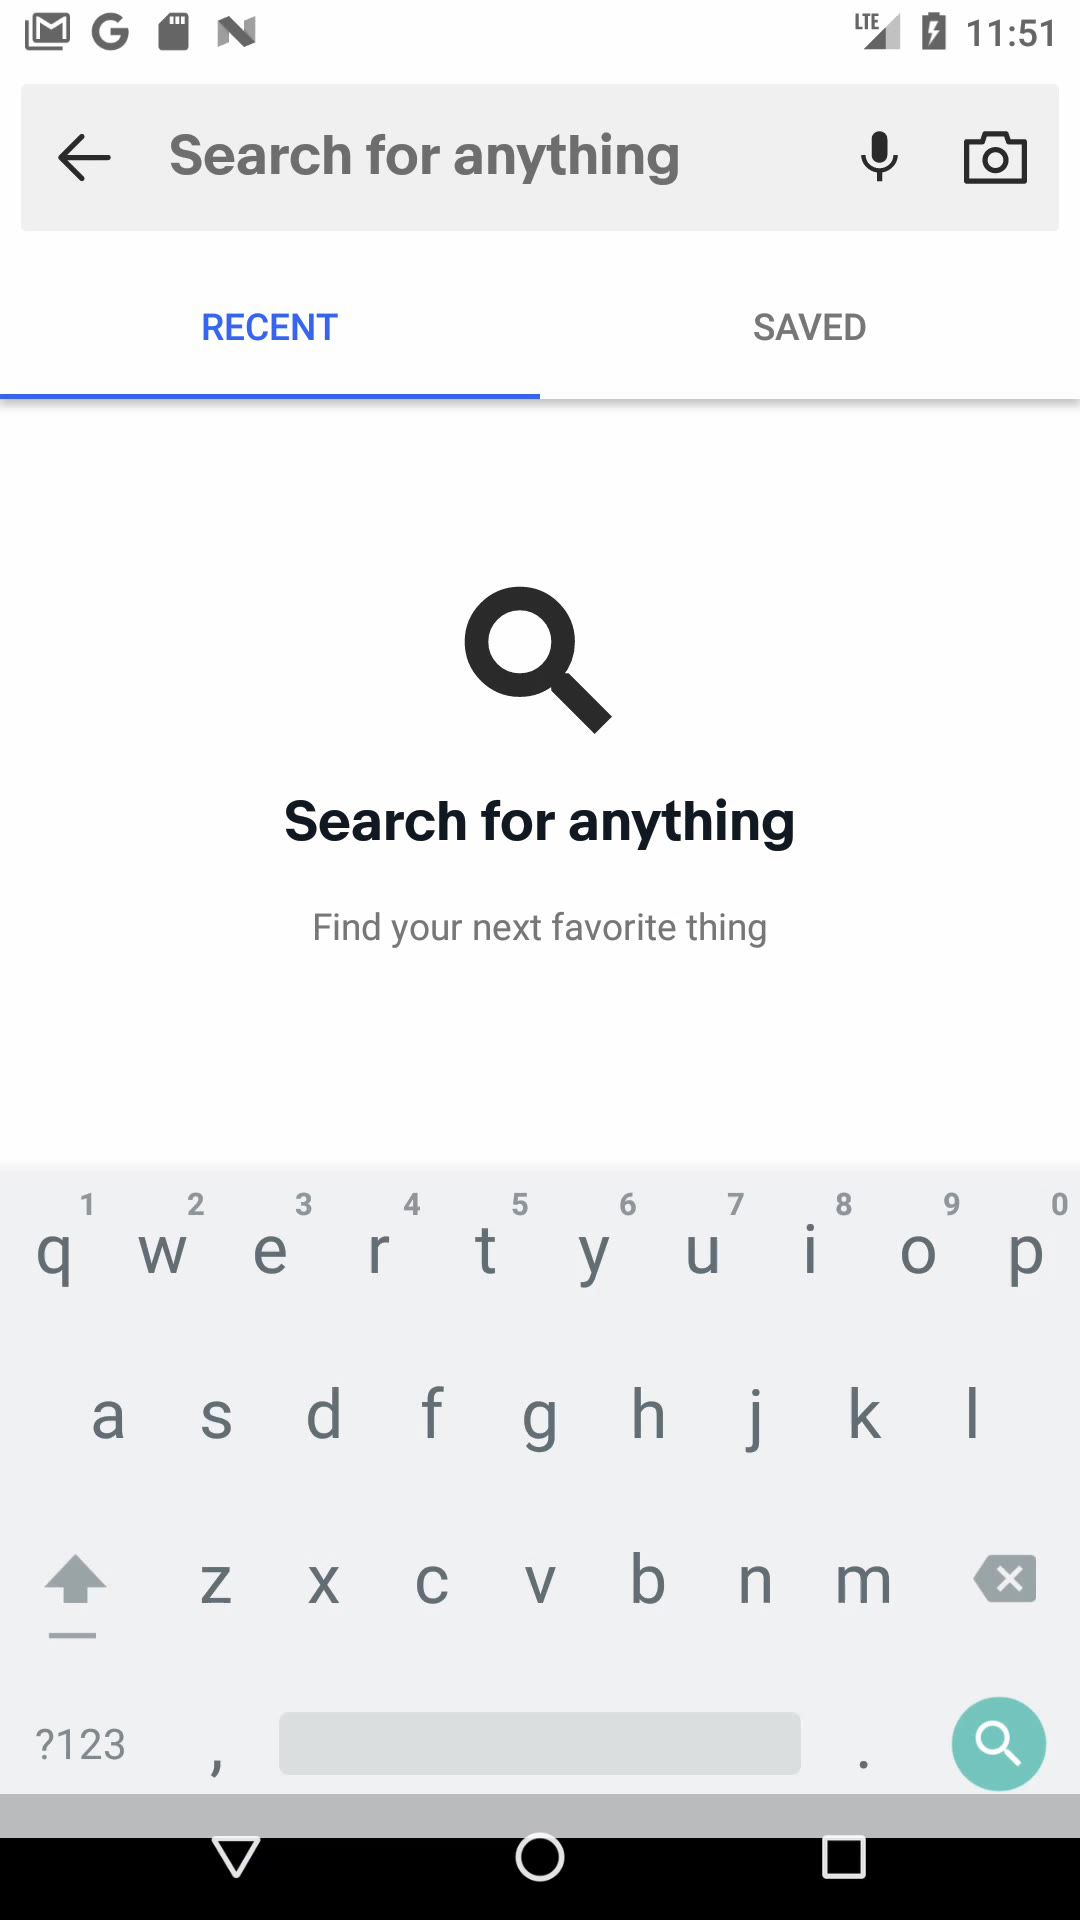 LTE 11:51
Search for anything
RECENT SAVED
Search for anything
Find your next favorite thing
1 2 3 4 5 6 7 8 9 0
q w e r t y u i o p
a s d f g h j k l
z x c v b n m
?123 , .